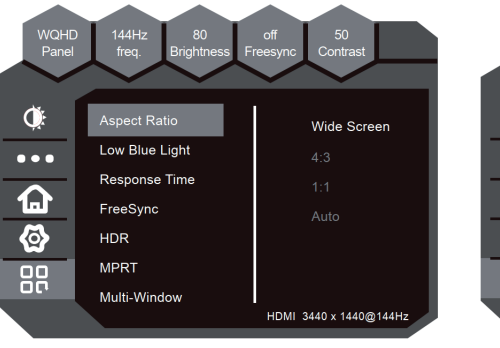 WQHD
Panel
144Hz
freq.
80
Brightness
off
Freesync
50
Contrast
Aspect Ratio
Low Blue Light
Response Time
FreeSync
HDR
MPRT
Multi-Window
Wide Screen
4:3
1:1
Auto
HDMI 3440 x 1440@144Hz